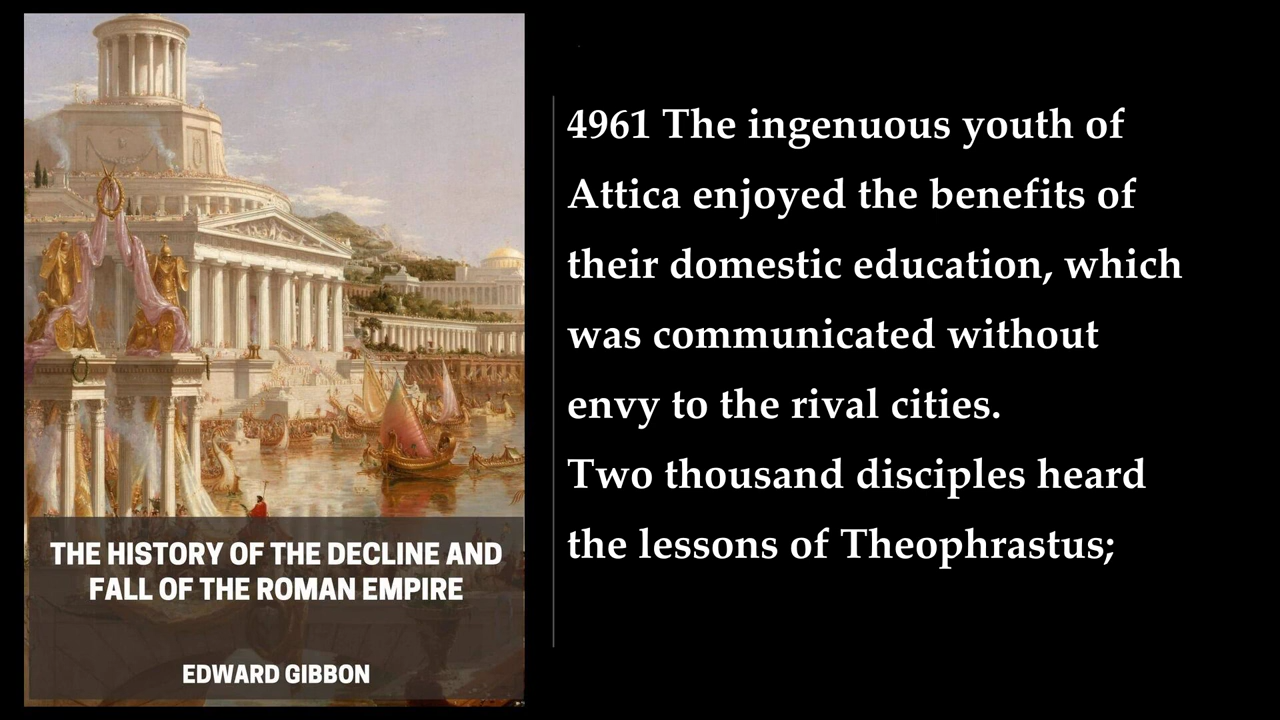 THE HISTORY OF THE DECLINE AND
FALL OF THE ROMAN EMPIRE
EDWARD GIBBON
4961 The ingenuous youth of
Attica enjoyed the benefits of
their domestic education, which
was communicated without
envy to the rival cities.
Two thousand disciples heard
the lessons of Theophrastus;